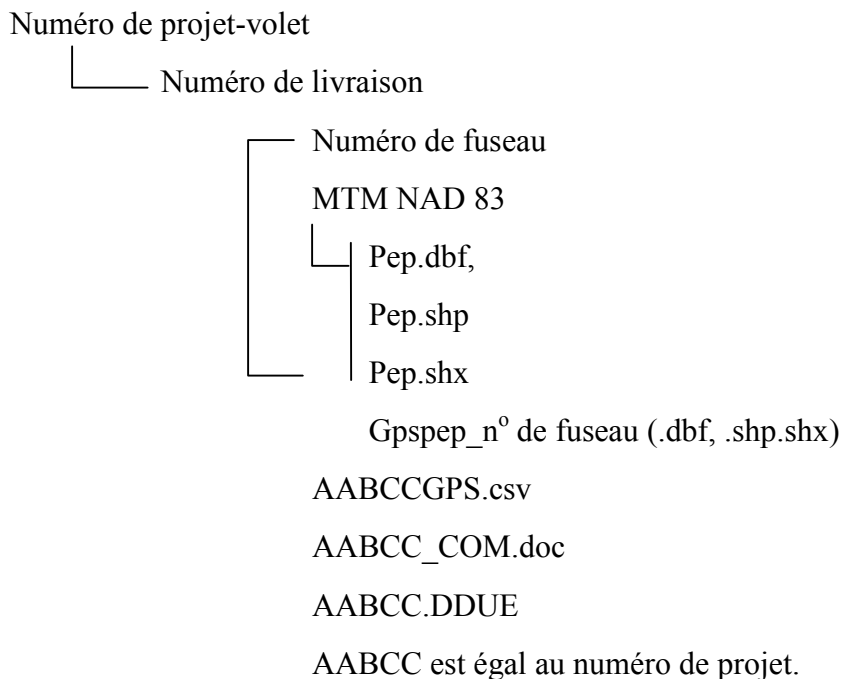 Numéro de projet-volet
Numéro de livraison
Numéro de fuseau
MTM NAD 83
Pep.dbf,
Pep.shp
Pep.shx
Gpspep_nº de fuseau (.dbf, .shp.shx)
AABCCGPS.csv
AABCC_COM.doc
AABCC.DDUE
AABCC est égal au numéro de projet.